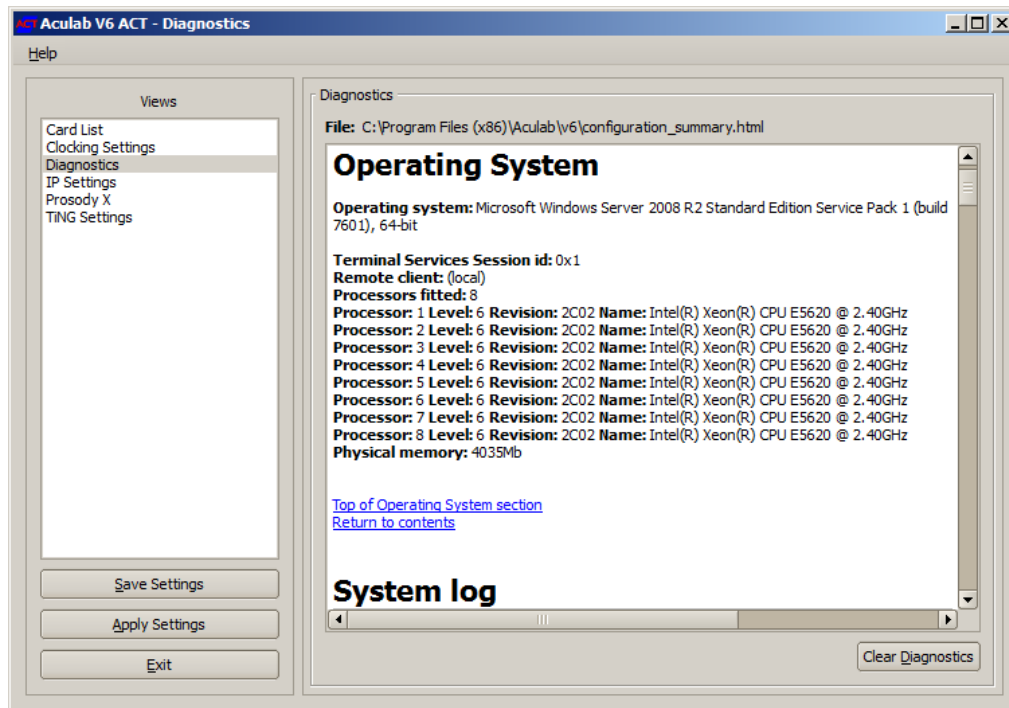 ACT Aculab V6 ACT - Diagnostics
Help
Views
Card List
Clocking Settings
Diagnostics
IP Settings
Prosody X
TiNG Settings
Save Settings
Apply Settings
Exit
Diagnostics
File: C:\Program Files (x86)\Aculab\v6\configuration_summary.html
Operating System
Operating system: Microsoft Windows Server 2008 R2 Standard Edition Service Pack 1 (build
7601), 64-bit
Terminal Services Session id: 0x1
Remote client: (local)
Processors fitted: 8
Processor: 1 Level: 6 Revision: 2C02 Name: Intel(R) Xeon(R) CPU E5620 @ 2.40GHz
Processor: 2 Level: 6 Revision: 2C02 Name: Intel(R) Xeon(R) CPU E5620 @ 2.40GHz
Processor: 3 Level: 6 Revision: 2C02 Name: Intel(R) Xeon(R) CPU E5620 @ 2.40GHz
Processor: 4 Level: 6 Revision: 2C02 Name: Intel(R) Xeon(R) CPU E5620 @ 2.40GHz
Processor: 5 Level: 6 Revision: 2C02 Name: Intel(R) Xeon(R) CPU E5620 @ 2.40GHz
Processor: 6 Level: 6 Revision: 2C02 Name: Intel(R) Xeon(R) CPU E5620 @ 2.40GHz
Processor: 7 Level: 6 Revision: 2C02 Name: Intel(R) Xeon(R) CPU E5620 @ 2.40GHz
Processor: 8 Level: 6 Revision: 2C02 Name: Intel(R) Xeon(R) CPU E5620 @ 2.40GHz
Physical memory: 4035Mb
Top of Operating System section
Return to contents
System log
Clear Diagnostics